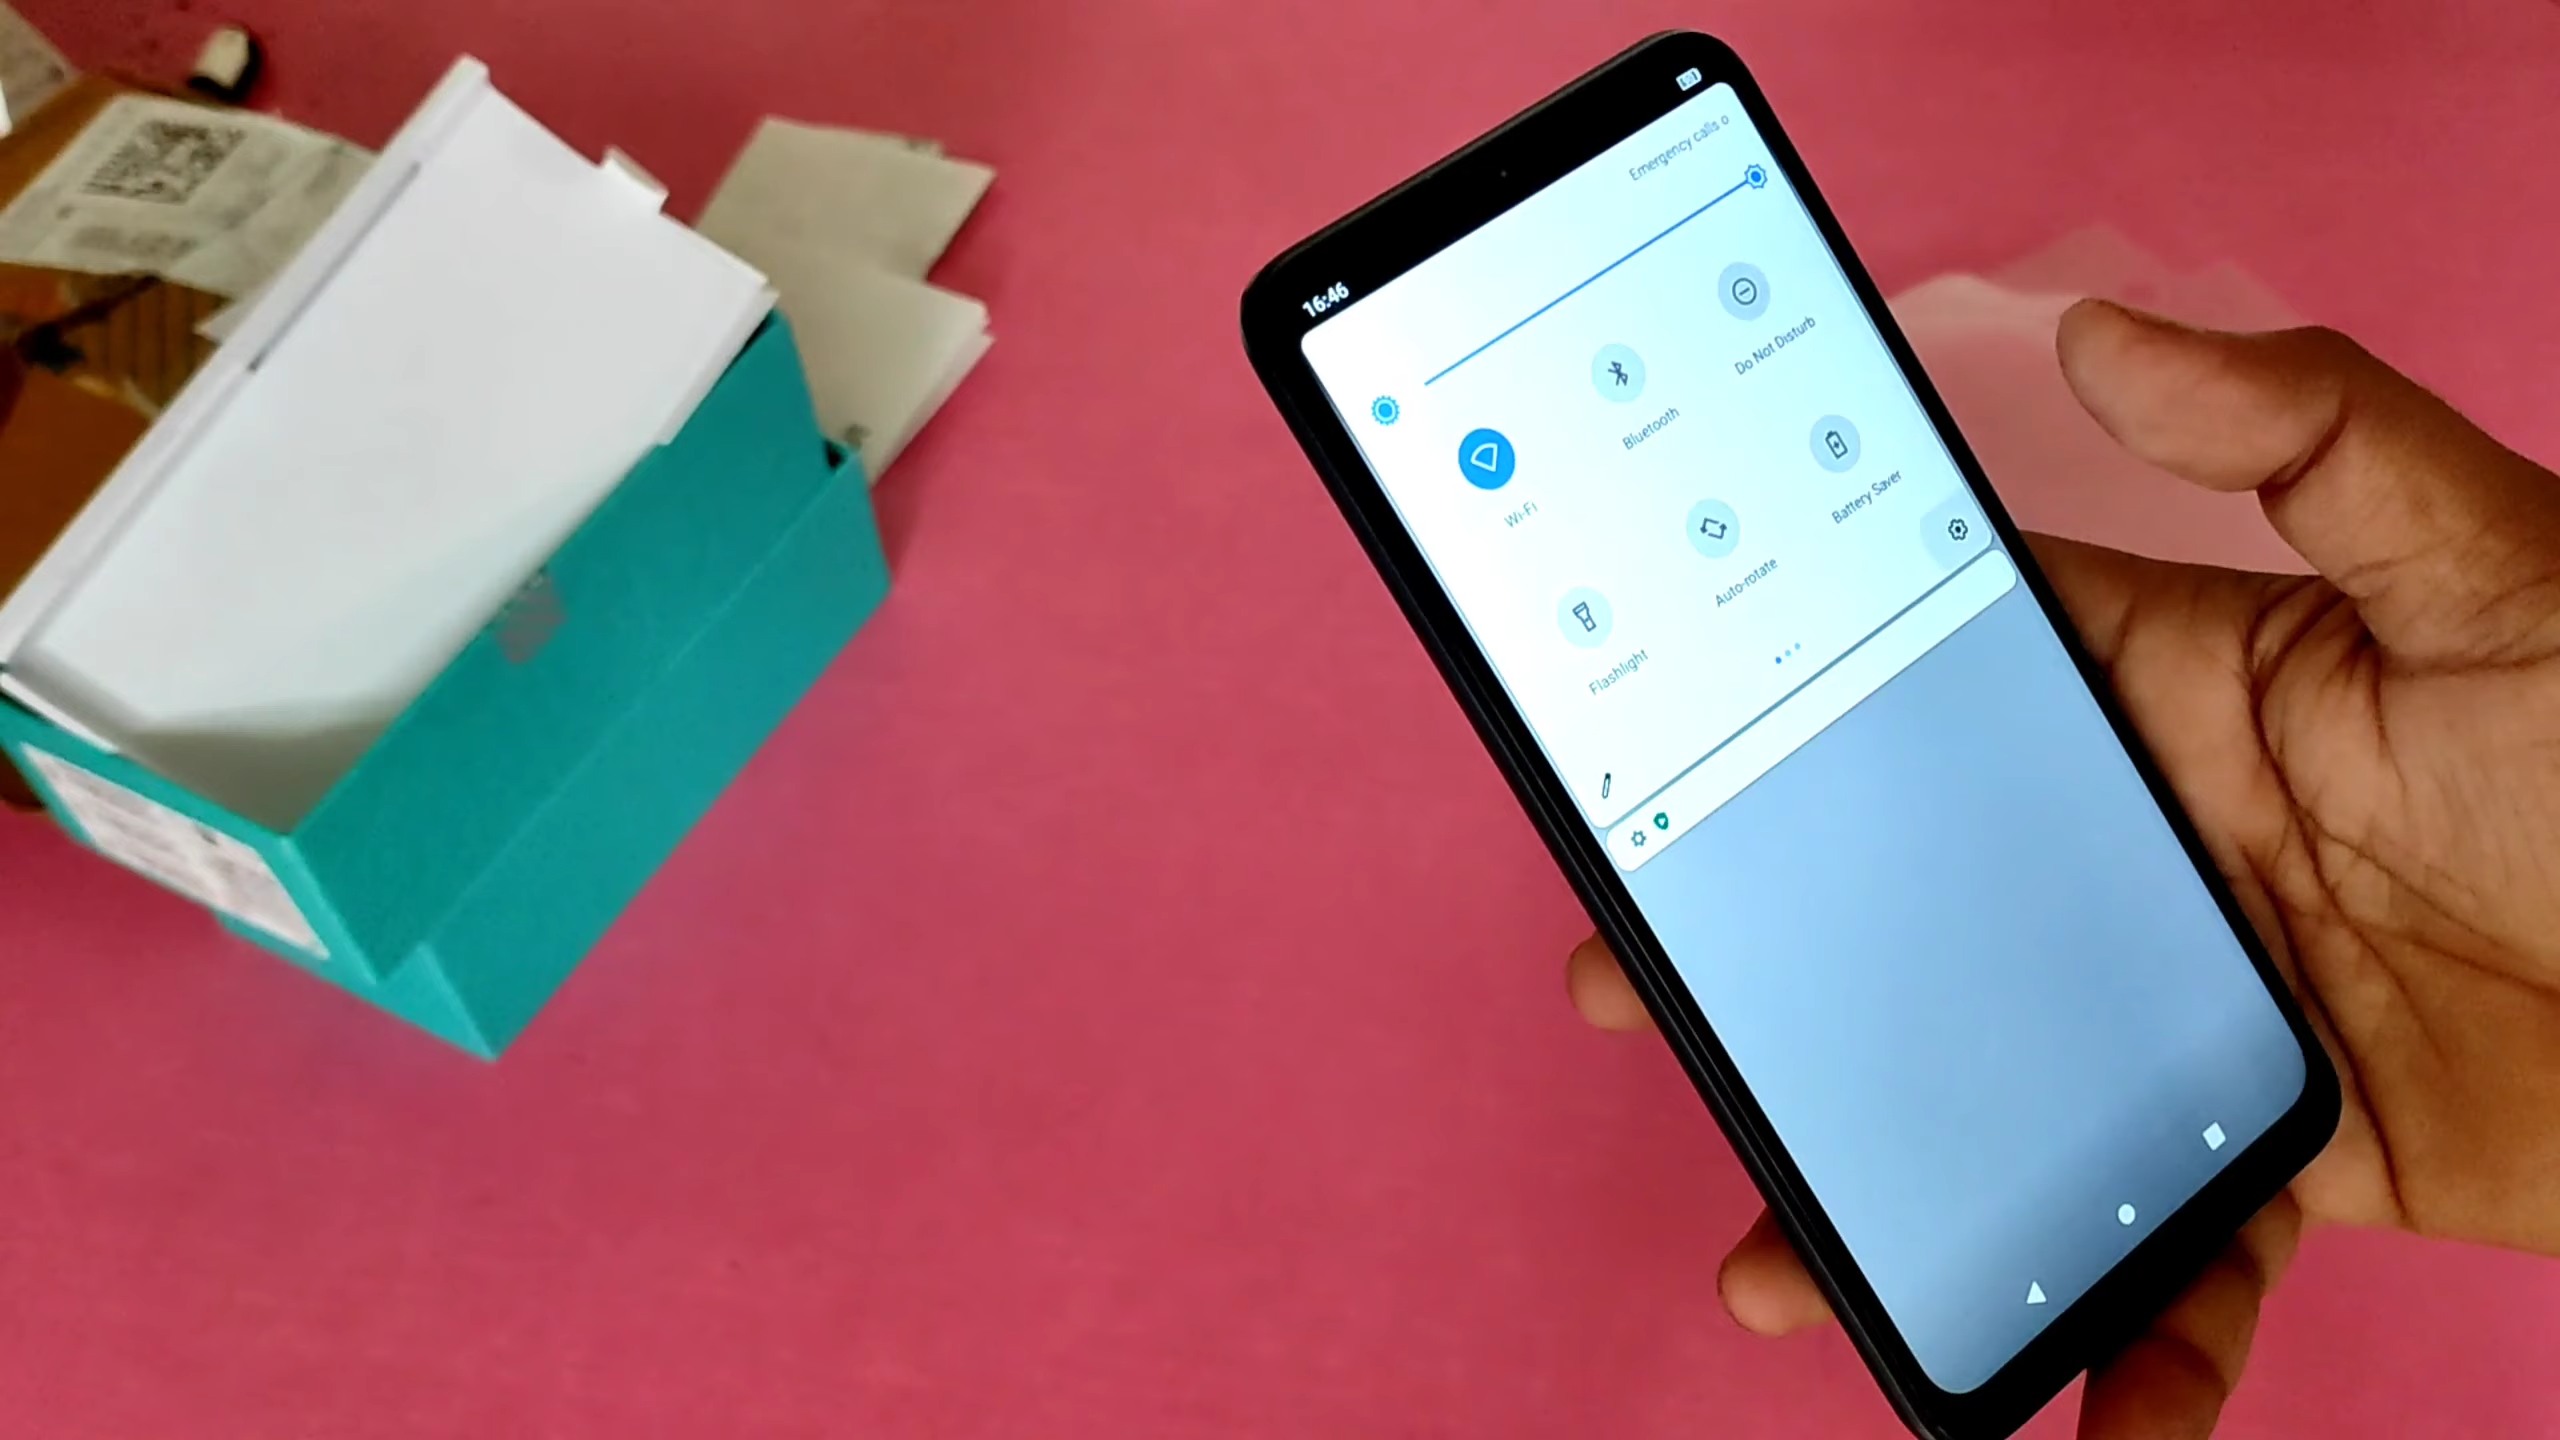 16:46
Emergency calls o
Wi-Fi
Bluetooth
Do Not Disturb
Flashlight
Auto-rotate
Battery Saver